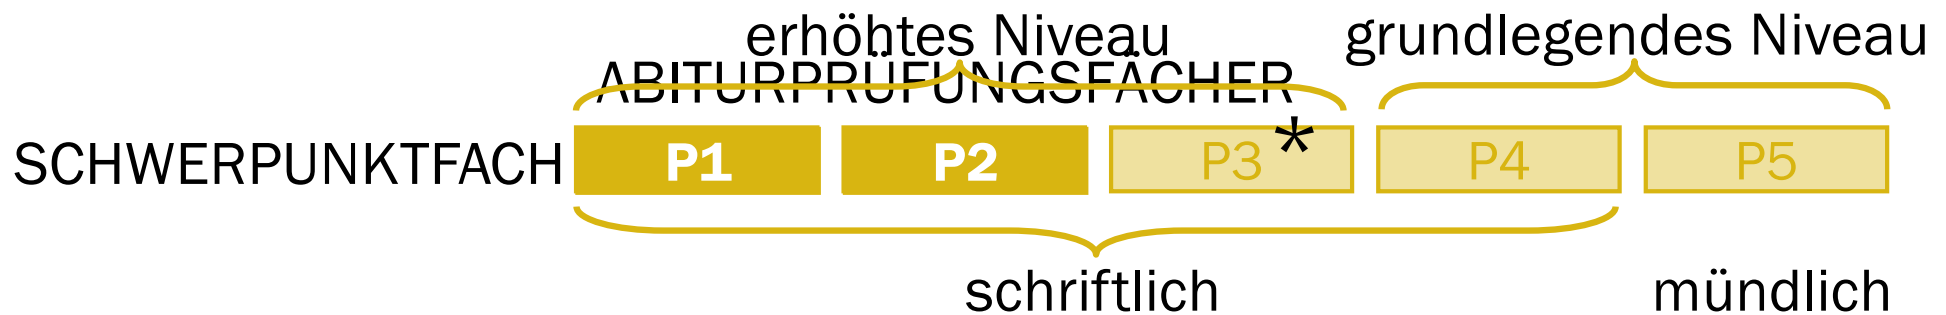 erhöhtes Niveau grundlegendes Niveau
ABITURPRÜFUNGSFÄCHER
SCHWERPUNKTFACH P1 P2 P3 * P4 P5
schriftlich mündlich